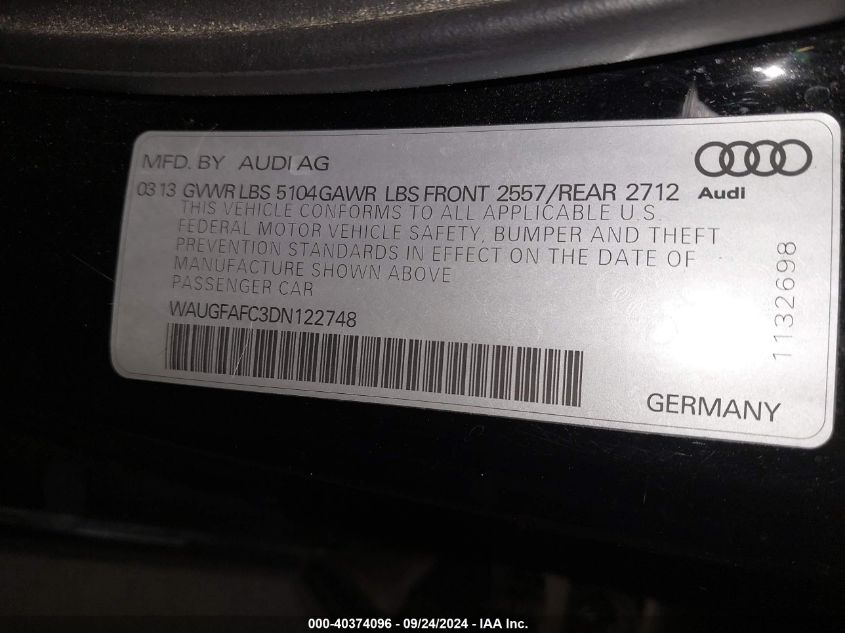 MFD. BY AUDI AG
Audi
03 13 GVWR LBS 5104 GAWR LBS FRONT 2557/REAR 2712
THIS VEHICLE CONFORMS TO ALL APPLICABLE U.S.
FEDERAL MOTOR VEHICLE SAFETY, BUMPER AND THEFT
PREVENTION STANDARDS IN EFFECT ON THE DATE OF
MANUFACTURE SHOWN ABOVE
PASSENGER CAR
WAUGFAFC3DN122748
1132698
GERMANY
000-40374096 - 09/24/2024 - IAA Inc.